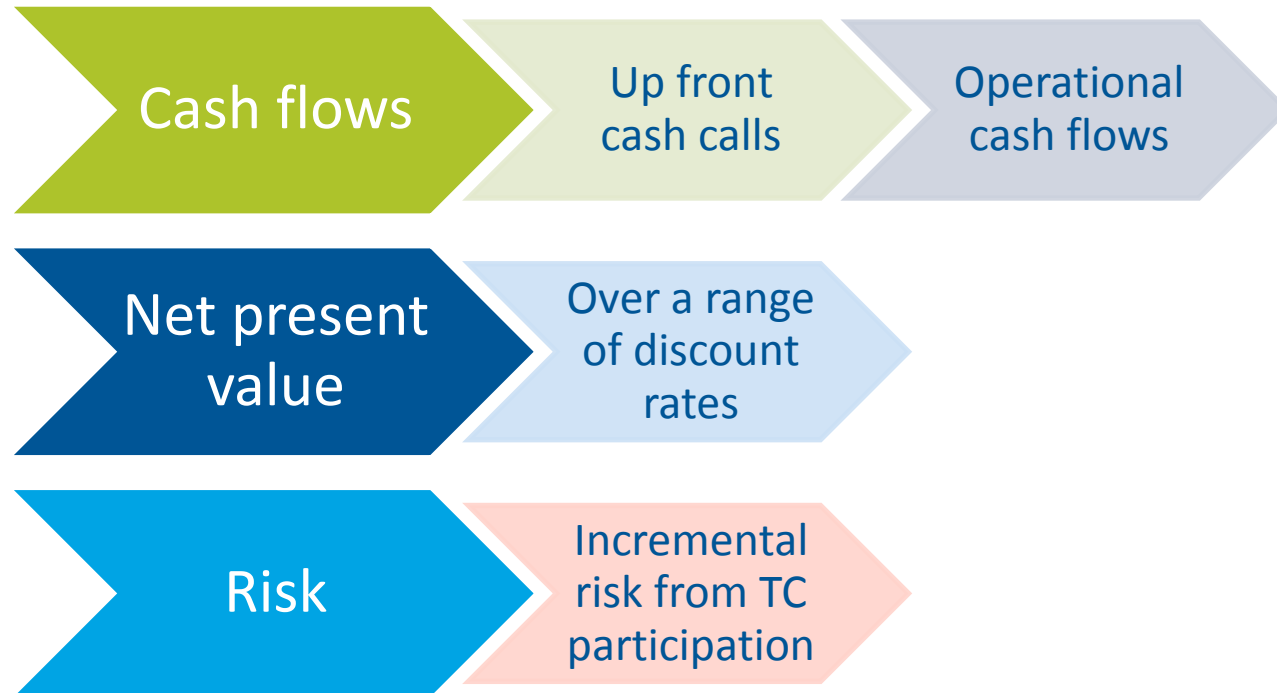 Cash flows
Up front
cash calls
Operational
cash flows
Net present
value
Over a range
of discount
rates
Risk
Incremental
risk from TC
participation